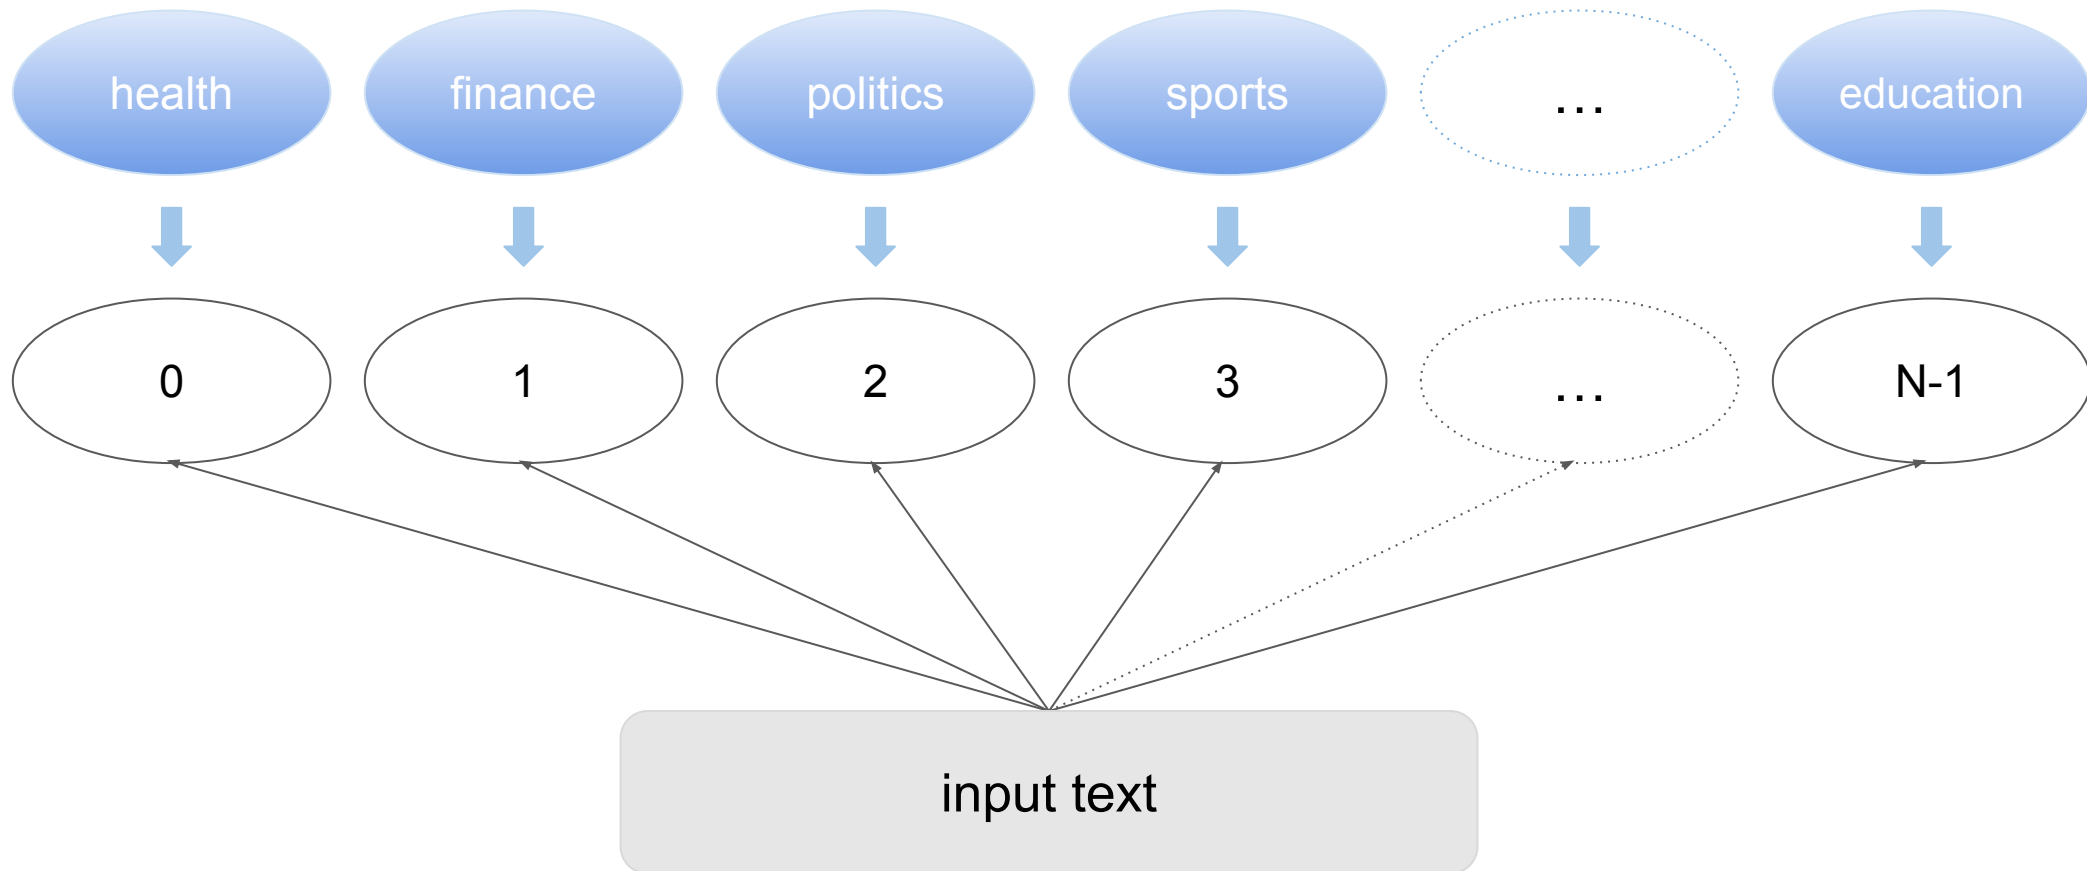 health
finance
politics
sports
...
education
0
1
2
3
...
N-1
input text